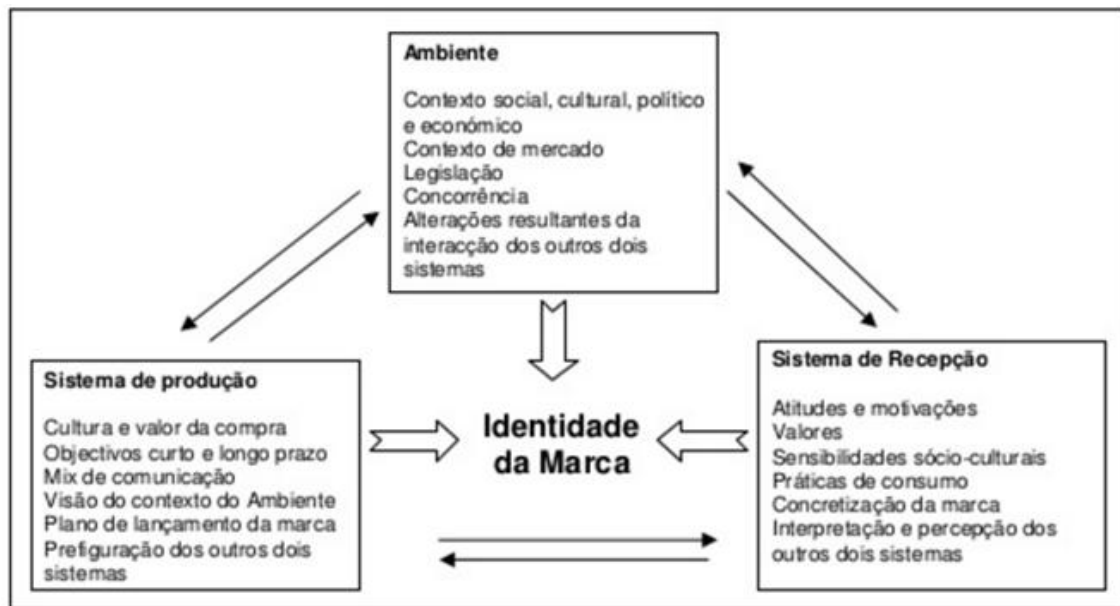 Ambiente
Contexto social, cultural, político
e económico
Contexto de mercado
Legislação
Concorrência
Alterações resultantes da
interacção dos outros dois
sistemas
Sistema de produção
Cultura e valor da compra
Objectivos curto e longo prazo
Mix de comunicação
Visão do contexto do Ambiente
Plano de lançamento da marca
Prefiguração dos outros dois
sistemas
Identidade
da Marca
Sistema de Recepção
Atitudes e motivações
Valores
Sensibilidades sócio-culturais
Práticas de consumo
Concretização da marca
Interpretação e percepção dos
outros dois sistemas